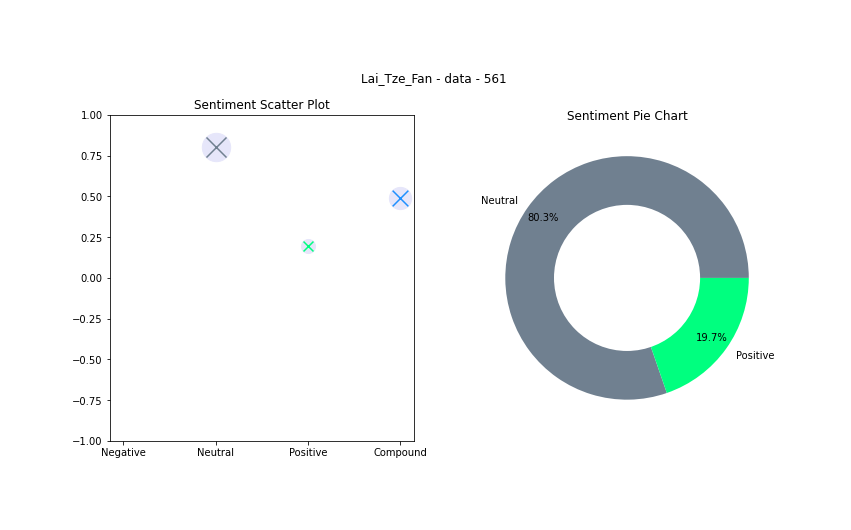 Lai_Tze_Fan - data - 561
Sentiment Scatter Plot
1.00
0.75
0.50
0.25
0.00
−0.25
−0.50
−0.75
−1.00
Negative
Neutral
Positive
Compound
Sentiment Pie Chart
Neutral
80.3%
19.7%
Positive